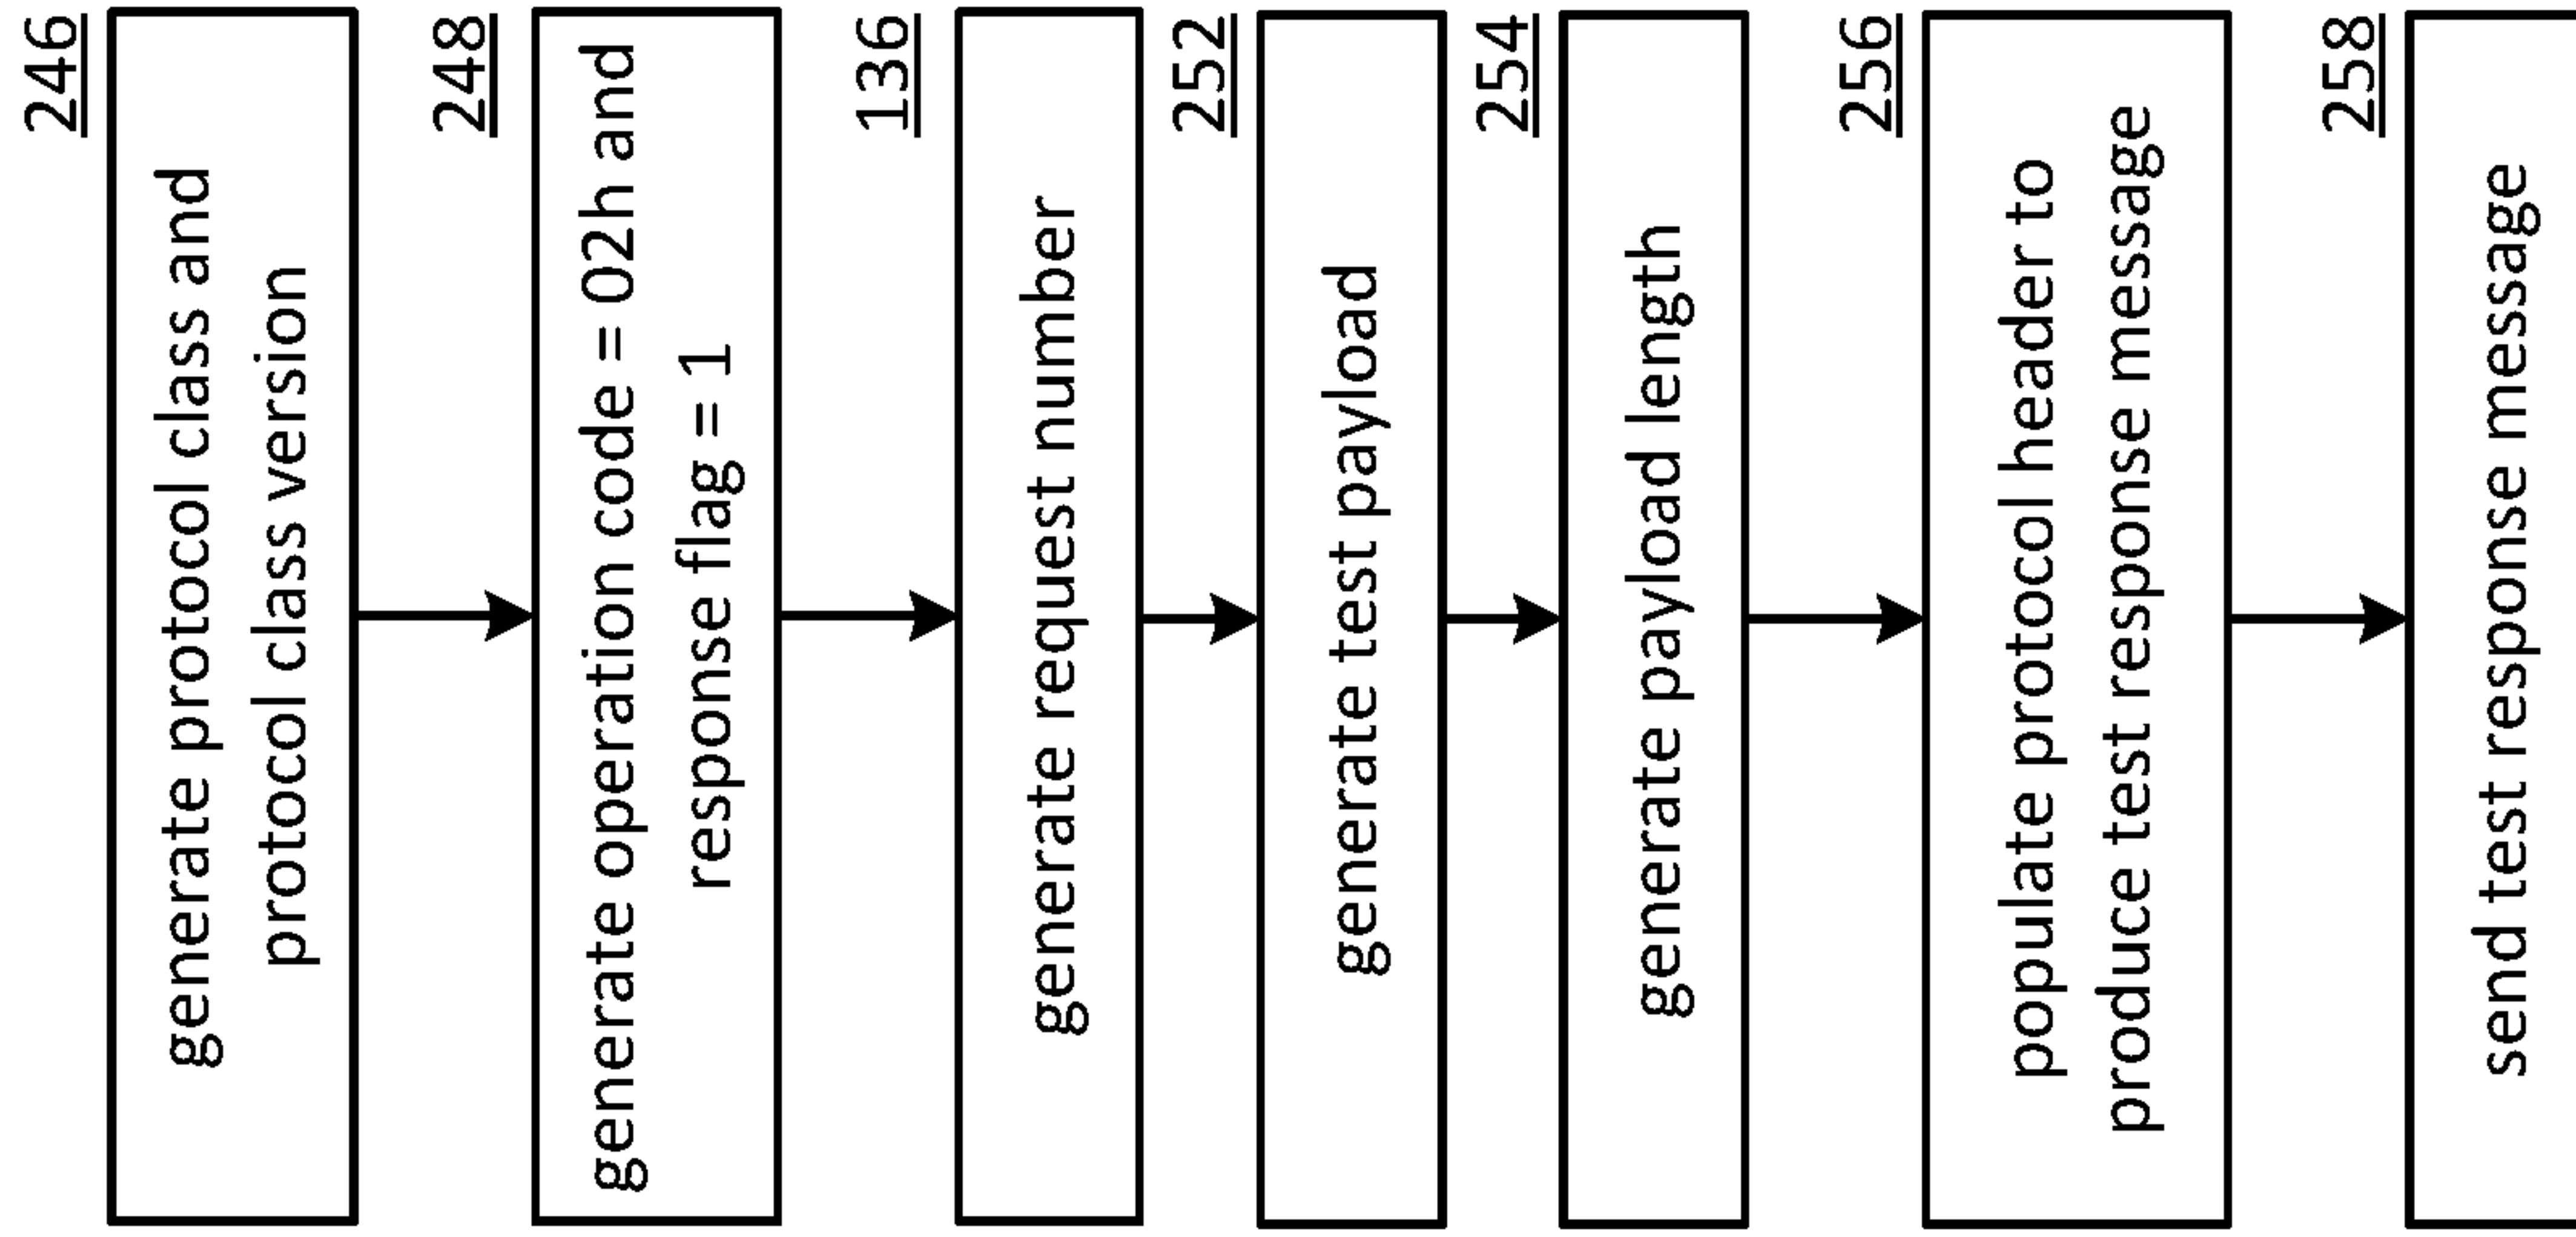 246
generate protocol class and
protocol class version
248
generate operation code = 02h and
response flag = 1
136
generate request number
252
generate test payload
254
generate payload length
256
populate protocol header to
produce test response message
258
send test response message